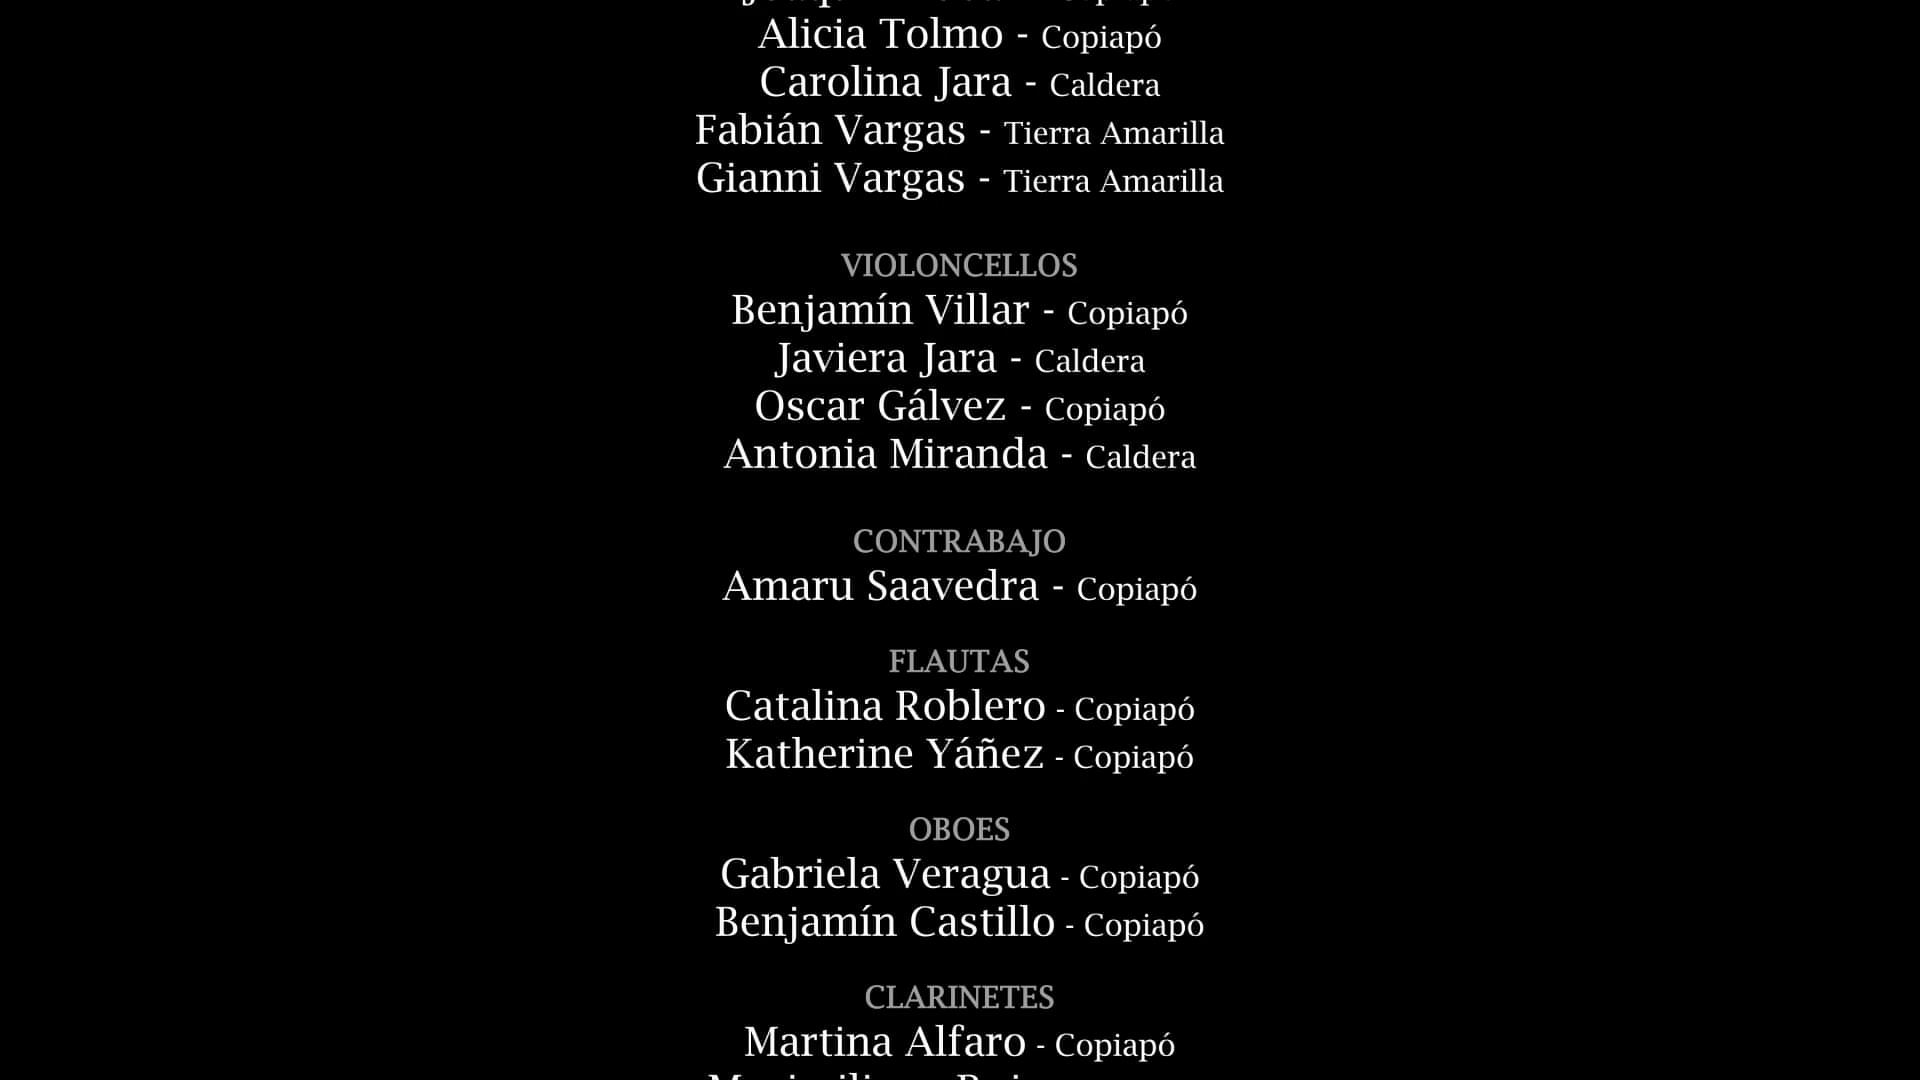 Alicia Tolmo - Copiapó
Carolina Jara - Caldera
Fabián Vargas - Tierra Amarilla
Gianni Vargas - Tierra Amarilla
VIOLONCELLOS
Benjamín Villar - Copiapó
Javiera Jara - Caldera
Oscar Gálvez - Copiapó
Antonia Miranda - Caldera
CONTRABAJO
Amaru Saavedra - Copiapó
FLAUTAS
Catalina Roblero - Copiapó
Katherine Yáñez - Copiapó
OBOES
Gabriela Veragua - Copiapó
Benjamín Castillo - Copiapó
CLARINETES
Martina Alfaro - Copiapó